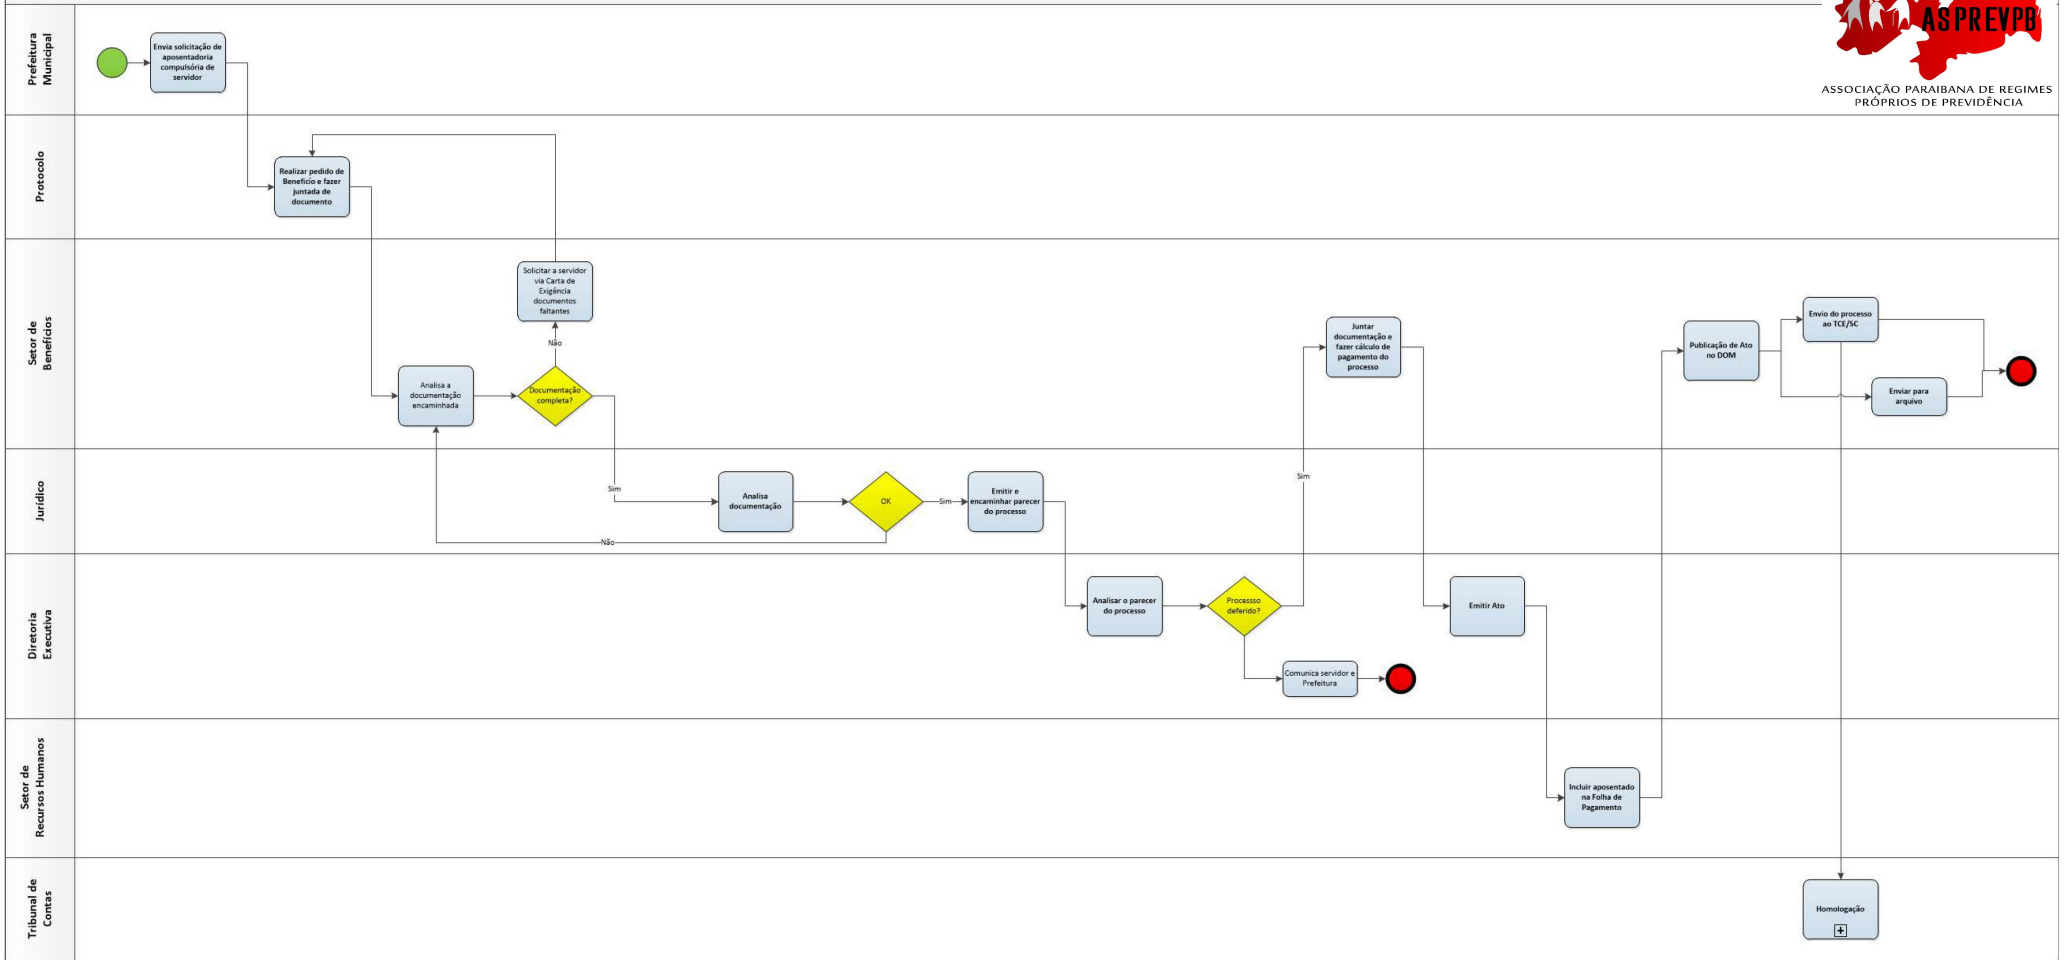 ASPREVPB
ASSOCIAÇÃO PARAIBANA DE REGIMES
PRÓPRIOS DE PREVIDÊNCIA
Prefeitura
Municipal
Envia solicitação de
aposentadoria
compulsória de
servidor
Protocolo
Realizar pedido de
Benefício e fazer
juntada de
documento
Setor de
Benefícios
Solicitar a servidor
via Carta de
Exigência
documentos
faltantes
Não
Analisa a
documentação
encaminhada
Documentação
completa?
Sim
Juntar
documentação e
fazer cálculo de
pagamento do
processo
Publicação de Ato
no DOM
Envio do processo
ao TCE/SC
Enviar para
arquivo
Jurídico
Analisa
documentação
OK
Sim
Não
Emitir e
encaminhar parecer
do processo
Sim
Diretoria
Executiva
Analisar o parecer
do processo
Processso
deferido?
Comunica servidor e
Prefeitura
Emitir Ato
Setor de
Recursos Humanos
Incluir aposentado
na Folha de
Pagamento
Tribunal de
Contas
Homologação